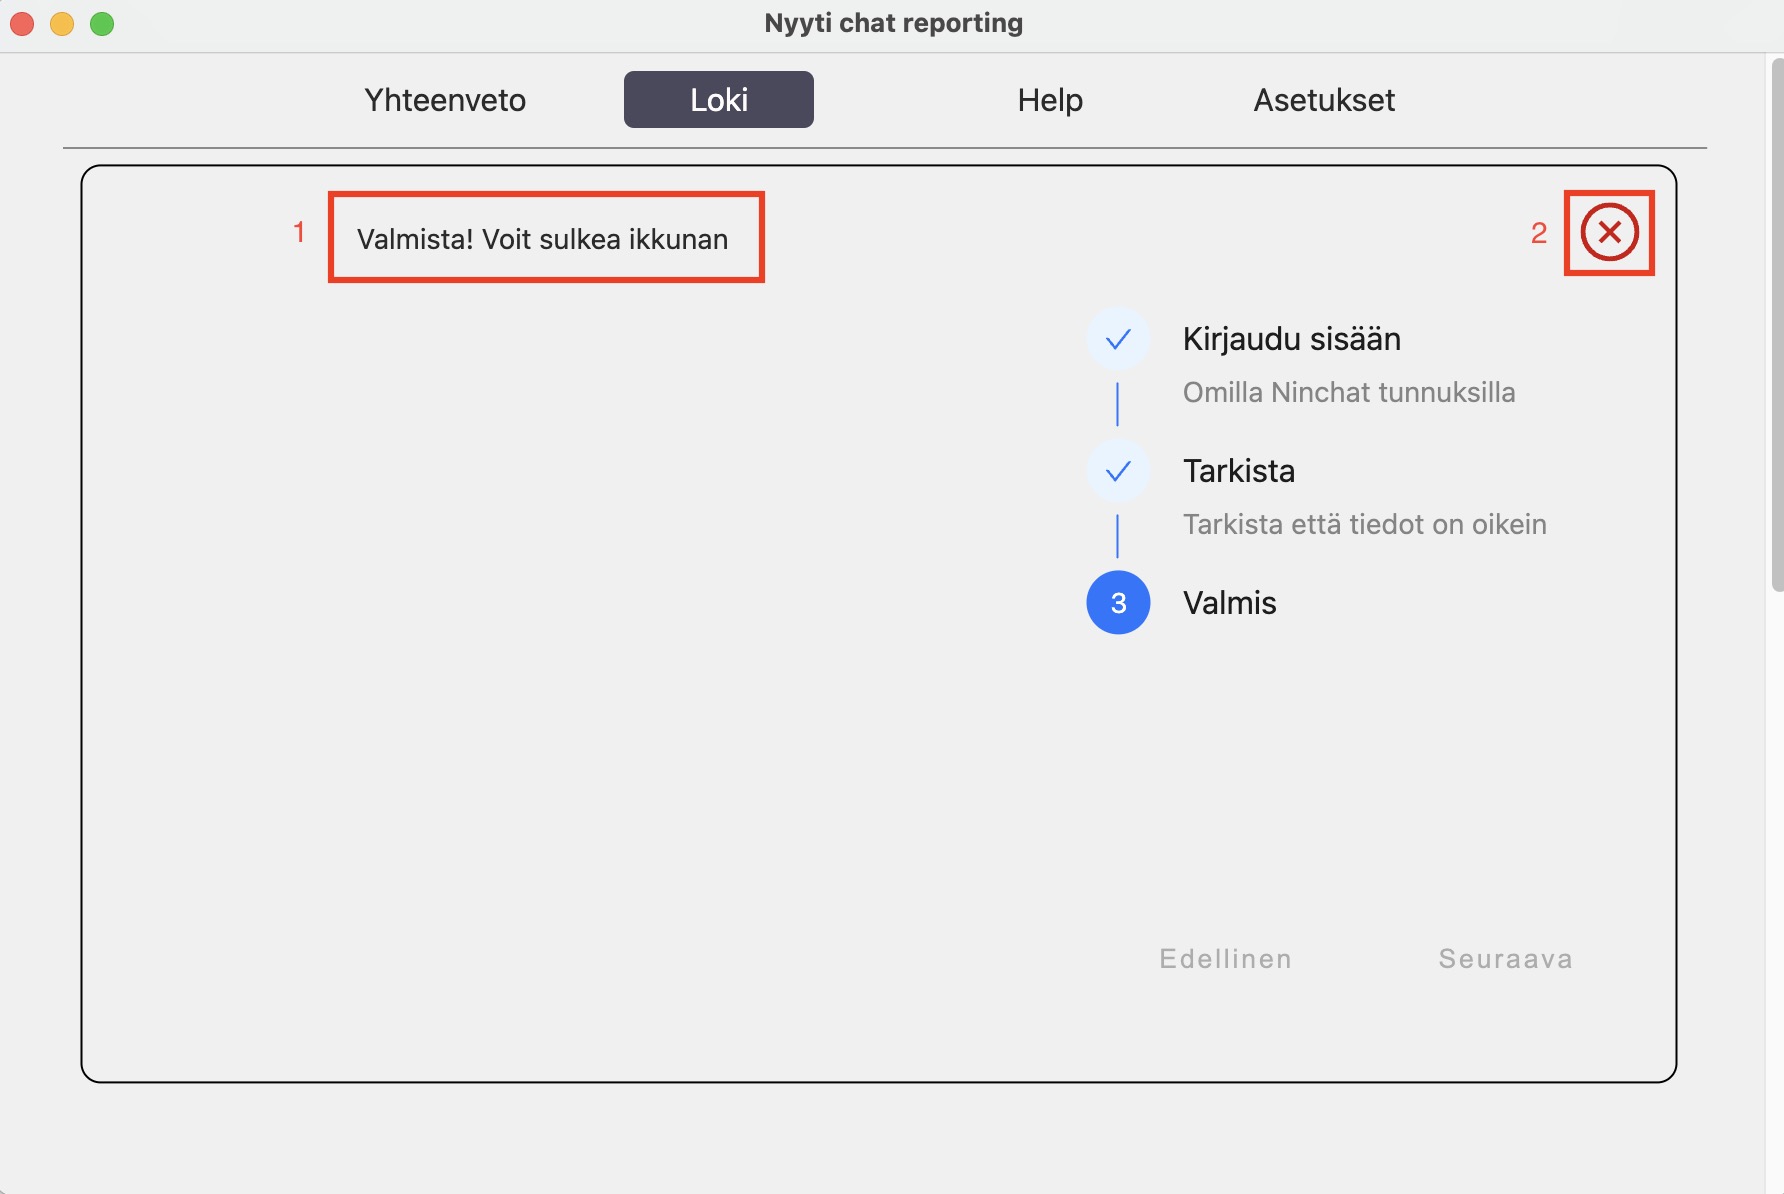 Nyyti chat reporting
Yhteenveto Loki Help Asetukset
1 Valmista! Voit sulkea ikkunan 2
Kirjaudu sisään
Omilla Ninchat tunnuksilla
Tarkista
Tarkista että tiedot on oikein
3 Valmis
Edellinen Seuraava